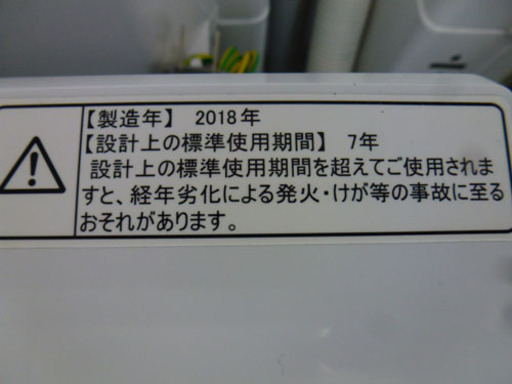 【製造年】 2018年
【設計上の標準使用期間】 7年
設計上の標準使用期間を超えてご使用されま
すと、経年劣化による発火・けが等の事故に至る
おそれがあります。